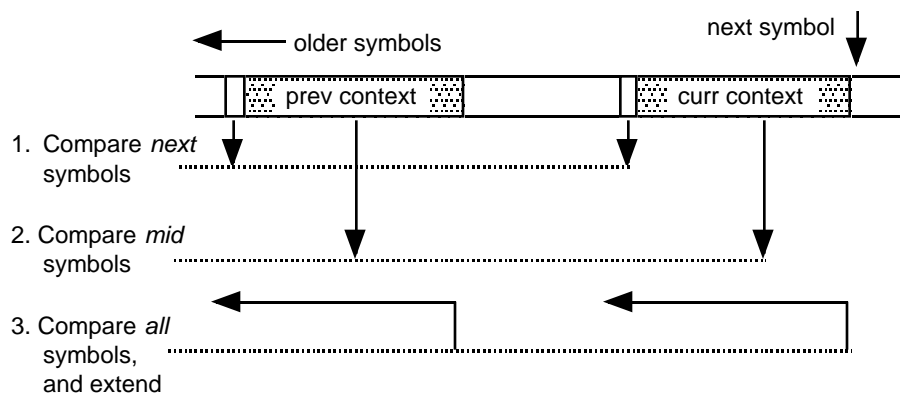 next symbol
older symbols
prev context
curr context
1. Compare next
symbols
2. Compare mid
symbols
3. Compare all
symbols,
and extend